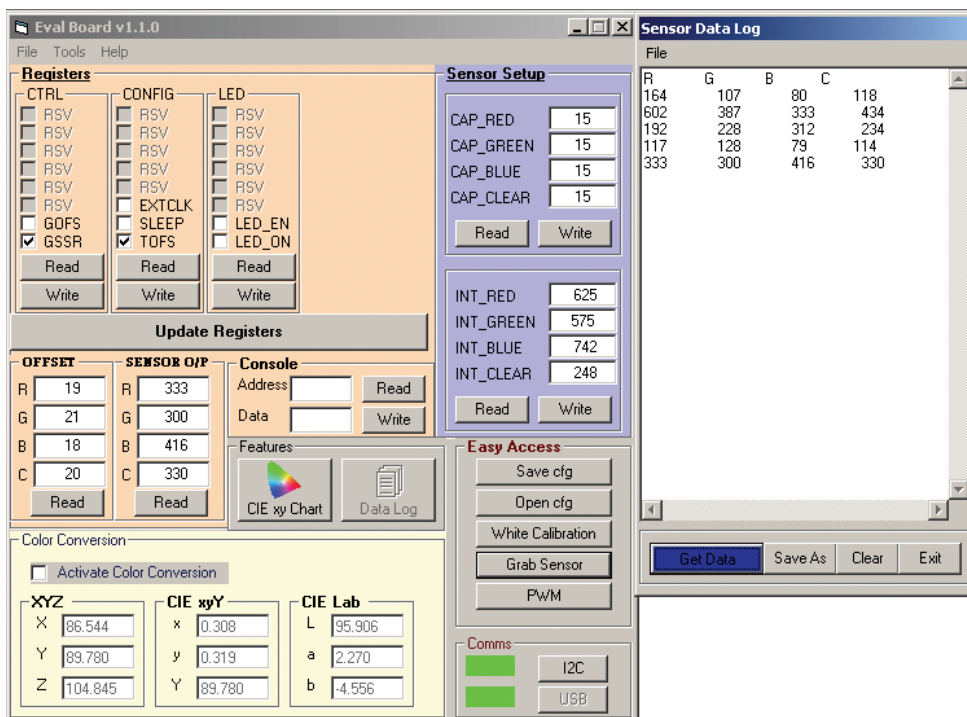 Eval Board v1.1.0
File Tools Help
Registers
CTRL CONFIG LED
RSV RSV RSV
RSV RSV RSV
RSV RSV RSV
RSV RSV RSV
RSV RSV RSV
RSV EXTCLK RSV
GOFS SLEEP LED_EN
GSSR TOFS LED_ON
Read Read Read
Write Write Write
Update Registers
OFFSET
R 19
G 21
B 18
C 20
Read
SENSOR O/P
R 333
G 300
B 416
C 330
Read
Console
Address Read
Data Write
Features
CIE xy Chart Data Log
Sensor Setup
CAP_RED 15
CAP_GREEN 15
CAP_BLUE 15
CAP_CLEAR 15
Read Write
INT_RED 625
INT_GREEN 575
INT_BLUE 742
INT_CLEAR 248
Read Write
Easy Access
Save cfg
Open cfg
White Calibration
Grab Sensor
PWM
Color Conversion
Activate Color Conversion
XYZ
X 86.544
Y 89.780
Z 104.845
CIE xyY
x 0.308
y 0.319
Y 89.780
CIE Lab
L 95.906
a 2.270
b -4.556
Comms
I2C
USB
Sensor Data Log
File
R G B C
164 107 80 118
602 387 333 434
192 228 312 234
117 128 79 114
333 300 416 330
Get Data Save As Clear Exit